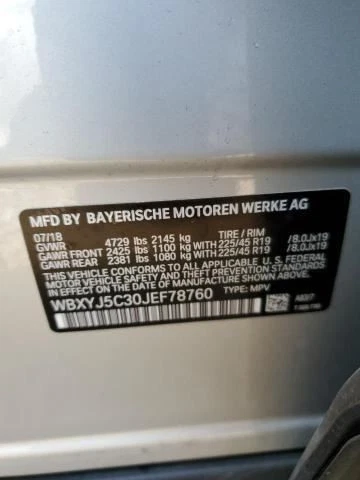 MFD BY BAYERISCHE MOTOREN WERKE AG
07/18 TIRE / RIM
GVWR 4729 lbs 2145 kg
GAWR FRONT 2425 lbs 1100 kg WITH 225/45 R19 /8.0Jx19
GAWR REAR 2381 lbs 1080 kg WITH 225/45 R19 /8.0Jx19
THIS VEHICLE CONFORMS TO ALL APPLICABLE U.S. FEDERAL
MOTOR VEHICLE SAFETY, BUMPER, AND THEFT PREVENTION
STANDARDS IN EFFECT ON THE DATE OF MANUFACTURE SHOWN ABOVE.
WBXYJ5C30JEF78760 TYPE: MPV